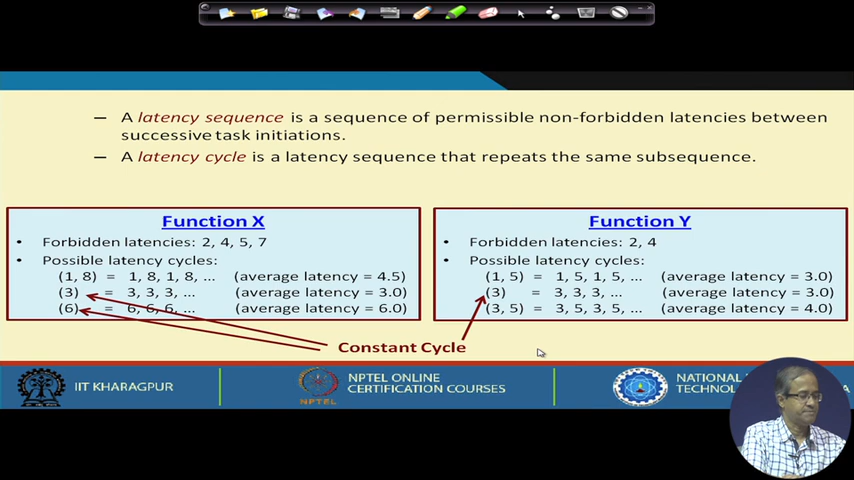 – A latency sequence is a sequence of permissible non-forbidden latencies between
successive task initiations.
– A latency cycle is a latency sequence that repeats the same subsequence.
Function X
• Forbidden latencies: 2, 4, 5, 7
• Possible latency cycles:
(1, 8) = 1, 8, 1, 8, ... (average latency = 4.5)
(3) = 3, 3, 3, ... (average latency = 3.0)
(6) = 6, 6, 6, ... (average latency = 6.0)
Function Y
• Forbidden latencies: 2, 4
• Possible latency cycles:
(1, 5) = 1, 5, 1, 5, ... (average latency = 3.0)
(3) = 3, 3, 3, ... (average latency = 3.0)
(3, 5) = 3, 5, 3, 5, ... (average latency = 4.0)
Constant Cycle
IIT KHARAGPUR
NPTEL
NPTEL ONLINE
CERTIFICATION COURSES
NATIONAL